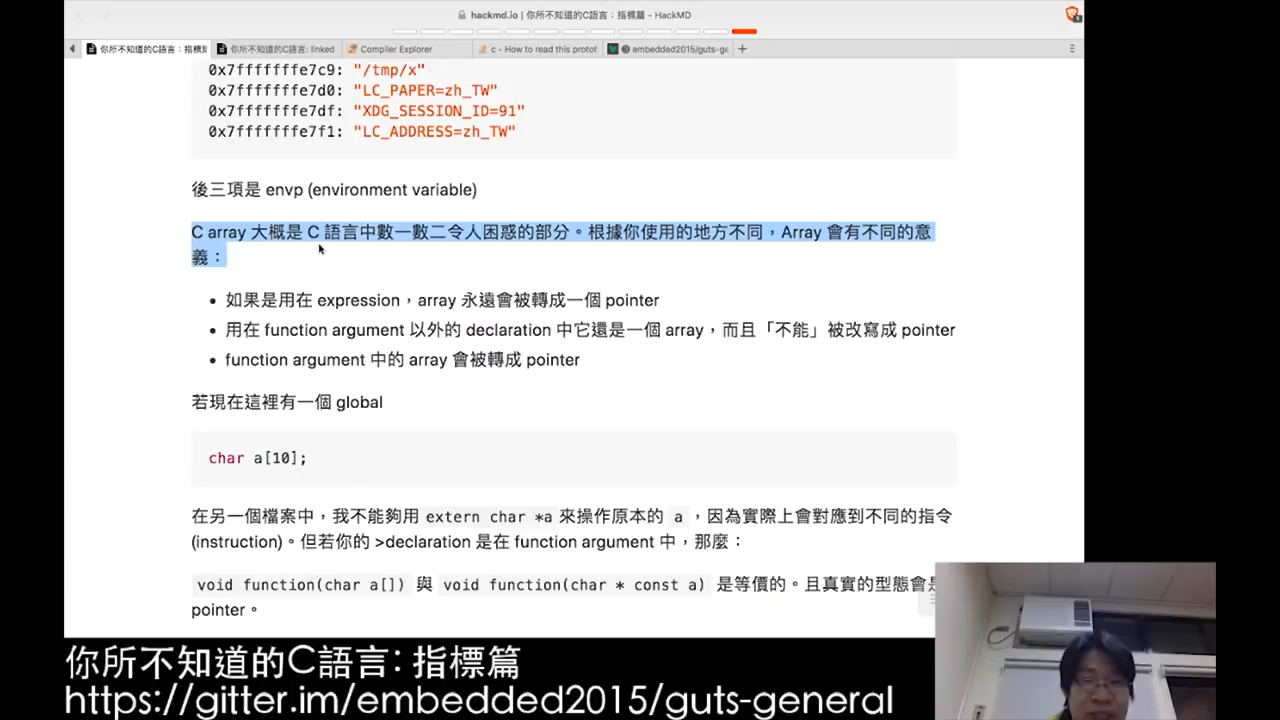 hackmd.io | 你所不知道的C語言：指標篇 - HackMD
你所不知道的C語言：指標
你所不知道的C語言: linked
Compiler Explorer
c - How to read this protot
embedded2015/guts-ge
0x7fffffffe7c9: "/tmp/x"
0x7fffffffe7d0: "LC_PAPER=zh_TW"
0x7fffffffe7df: "XDG_SESSION_ID=91"
0x7fffffffe7f1: "LC_ADDRESS=zh_TW"
後三項是 envp (environment variable)
C array 大概是 C 語言中數一數二令人困惑的部分。根據你使用的地方不同，Array 會有不同的意
義：
• 如果是用在 expression，array 永遠會被轉成一個 pointer
• 用在 function argument 以外的 declaration 中它還是一個 array，而且「不能」被改寫成 pointer
• function argument 中的 array 會被轉成 pointer
若現在這裡有一個 global
char a[10];
在另一個檔案中，我不能夠用 extern char *a 來操作原本的 a ，因為實際上會對應到不同的指令
(instruction)。但若你的 >declaration 是在 function argument 中，那麼：
void function(char a[]) 與 void function(char * const a) 是等價的。且真實的型態會是
pointer。
你所不知道的C語言: 指標篇
https://gitter.im/embedded2015/guts-general